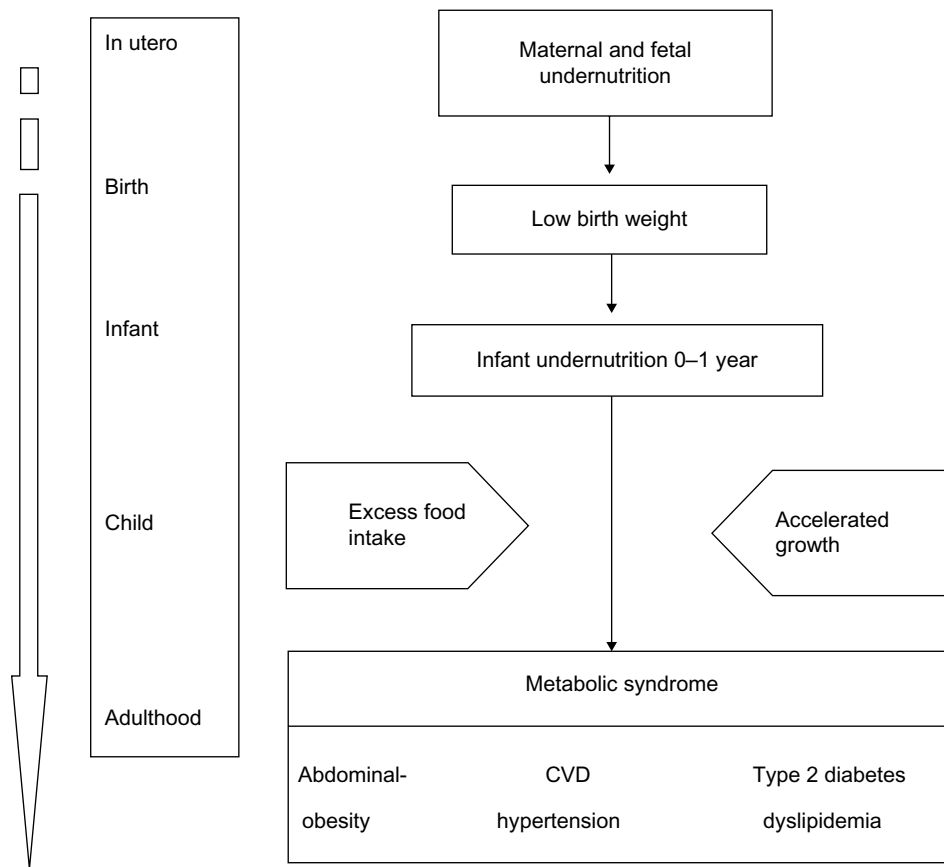 In utero
Birth
Infant
Child
Adulthood
Maternal and fetal
undernutrition
Low birth weight
Infant undernutrition 0–1 year
Excess food
intake
Accelerated
growth
Metabolic syndrome
Abdominal-
obesity
CVD
hypertension
Type 2 diabetes
dyslipidemia